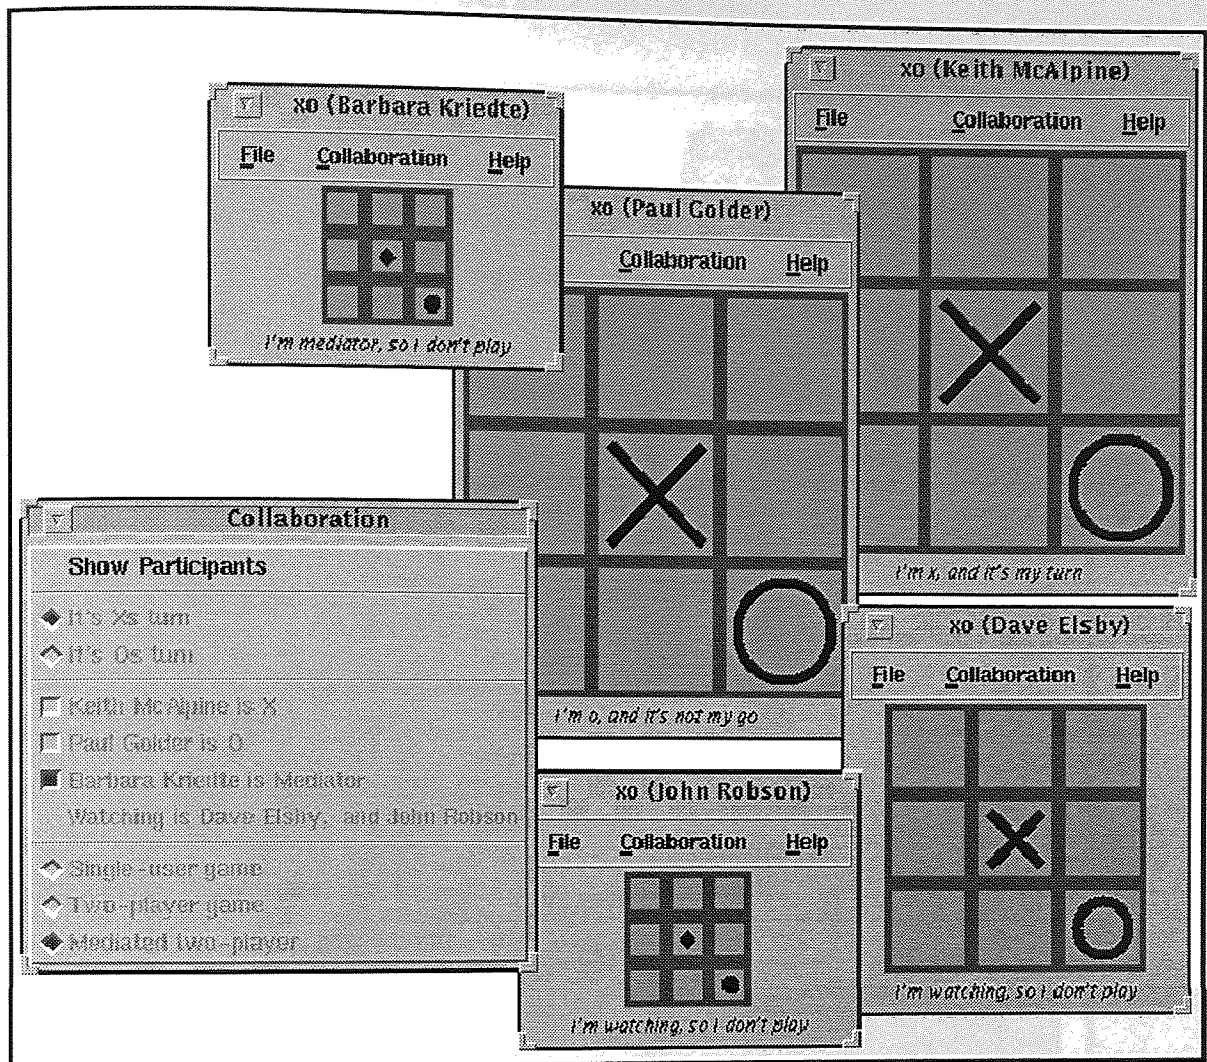 xo (Barbara Kriedte)
File Collaboration Help
I'm mediator, so I don't play
xo (Keith McAlpine)
File Collaboration Help
I'm x, and it's my turn
xo (Paul Golder)
Collaboration Help
I'm o, and it's not my go
Collaboration
Show Participants
It's Xs turn
It's Os turn
Keith McAlpine is X
Paul Golder is O
Barbara Kriedte is Mediator
Watching is Dave Elsby, and John Robson
Single-user game
Two-player game
Mediated two-player
xo (Dave Elsby)
File Collaboration Help
I'm watching, so I don't play
xo (John Robson)
File Collaboration Help
I'm watching, so I don't play